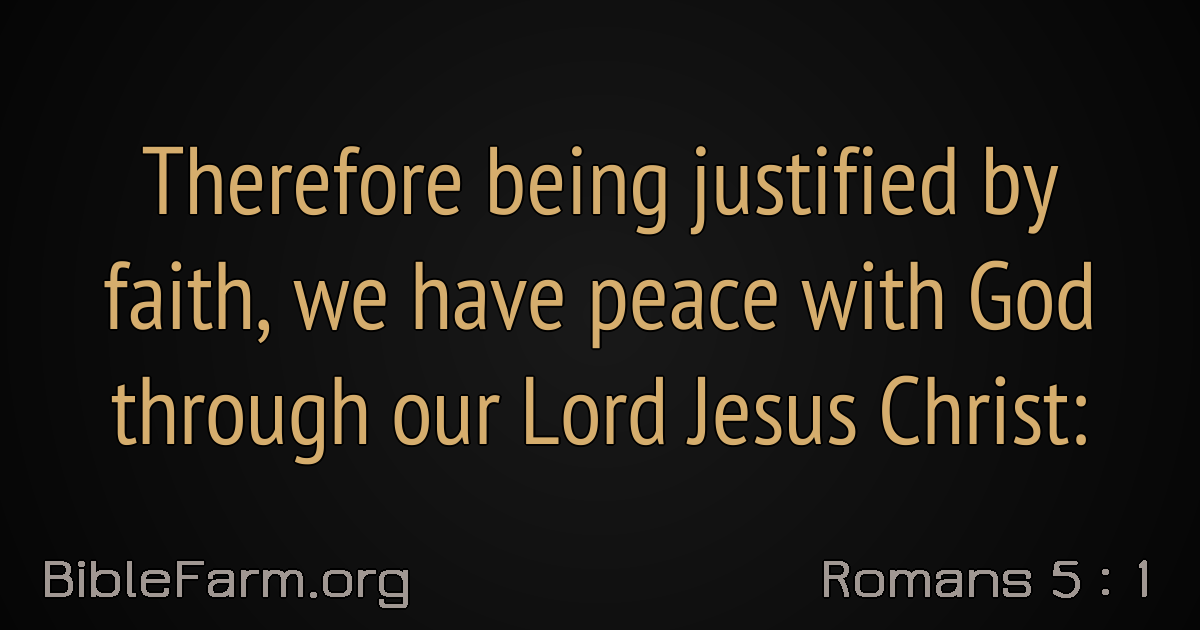 Therefore being justified by
faith, we have peace with God
through our Lord Jesus Christ:
BibleFarm.org
Romans 5 : 1